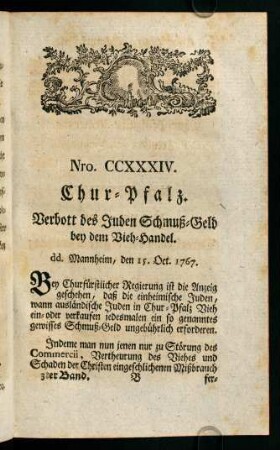 Nro. CCXXXIV.
Chur-Pfalz.
Verbott des Juden Schmuß-Geld
bey dem Vieh-Handel.
dd. Mannheim, den 15. Oct. 1767.
Bey Churfürstlicher Regierung ist die Anzeig
geschehen, daß die einheimische Juden,
wann ausländische Juden in Chur-Pfalz Vieh
ein- oder verkaufen jedesmalen ein so genanntes
gewisses Schmuß-Geld ungebührlich erforderen.
Indeme man nun jenen nur zu Störung des
Commercii, Vertheurung des Viehes und
Schaden der Christen eingeschlichenen Mißbrauch
Band. B fer-